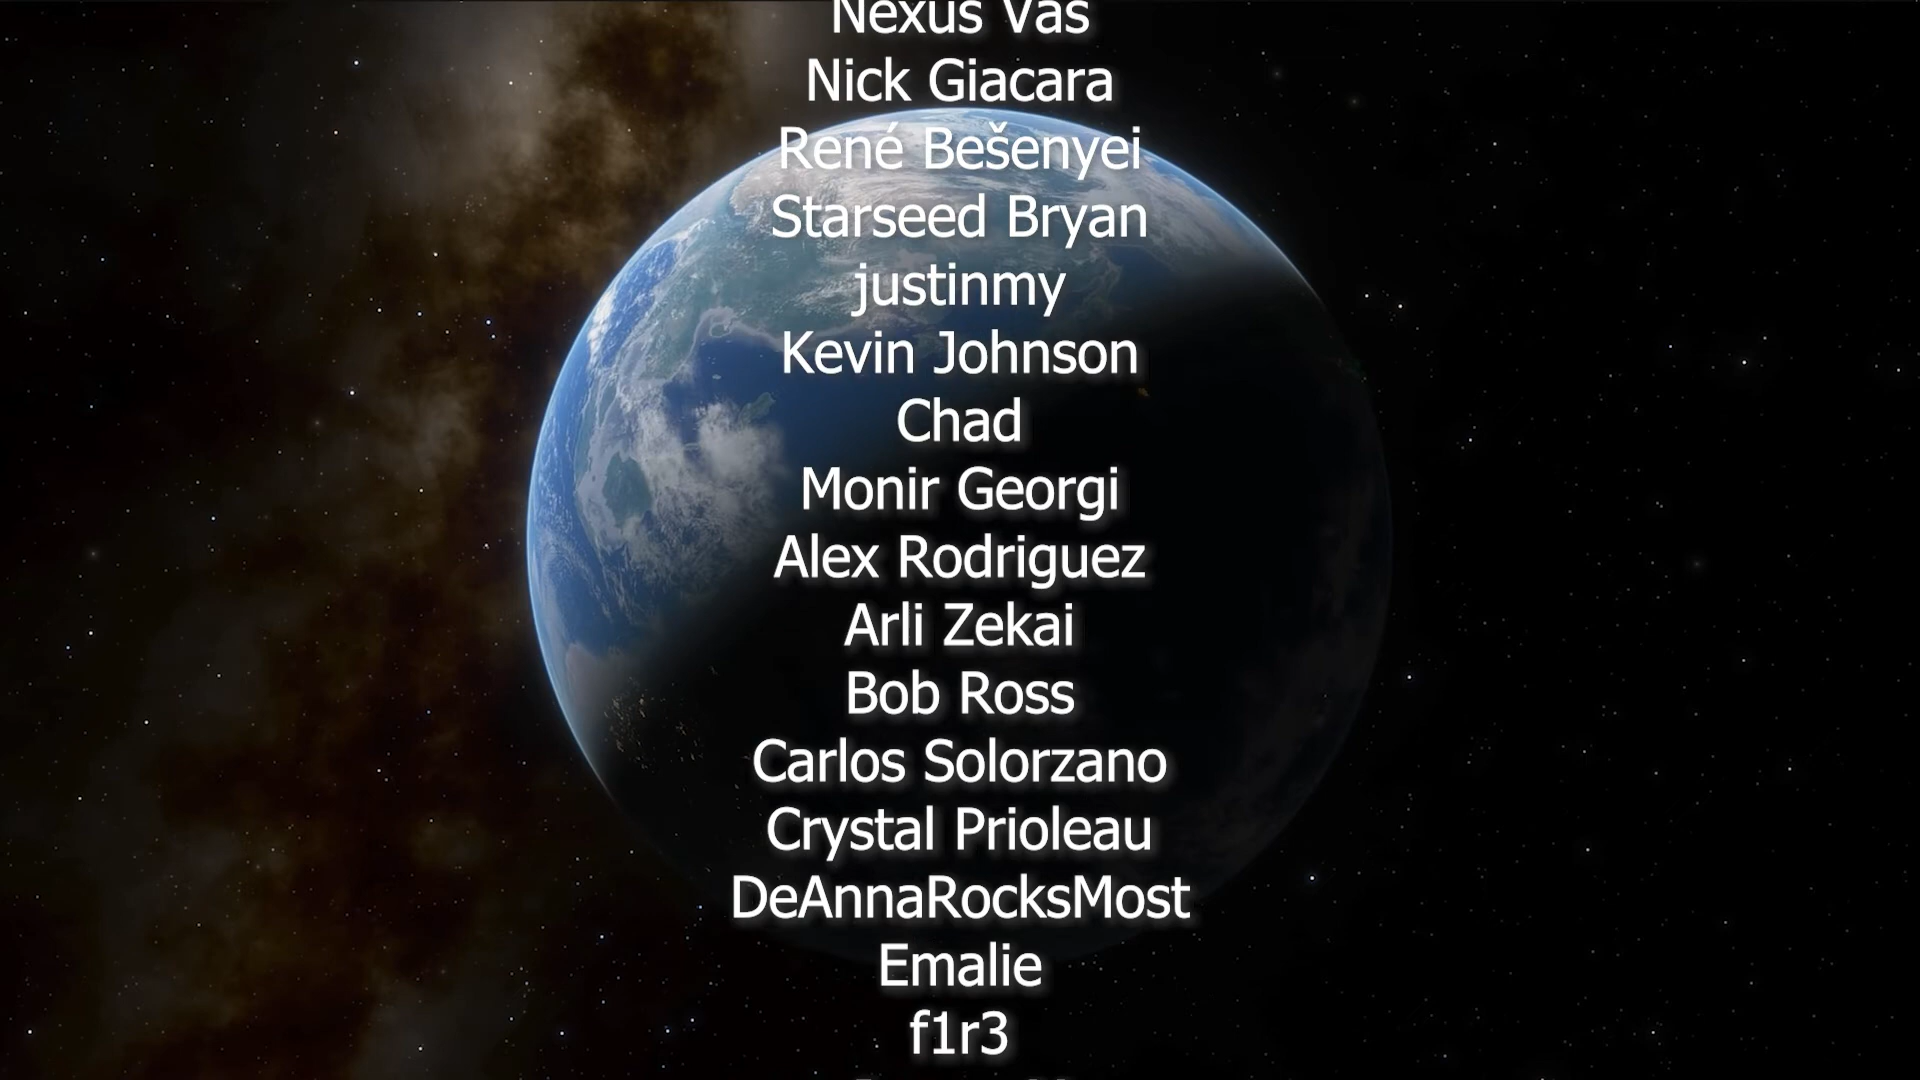 Nexus Vas
Nick Giacara
René Bešenyei
Starseed Bryan
justinmy
Kevin Johnson
Chad
Monir Georgi
Alex Rodriguez
Arli Zekai
Bob Ross
Carlos Solorzano
Crystal Prioleau
DeAnnaRocksMost
Emalie
f1r3